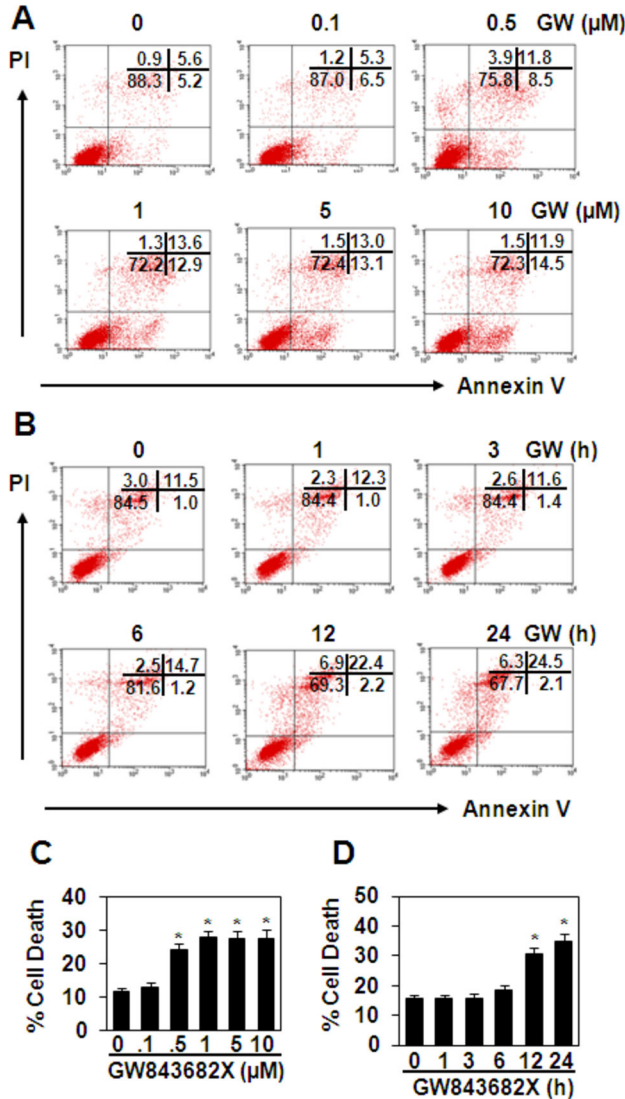 A
0 0.1 0.5 GW (µM)
PI
0.9 5.6
88.3 5.2
1.2 5.3
87.0 6.5
3.9 11.8
75.8 8.5
1 5 10 GW (µM)
1.3 13.6
72.2 12.9
1.5 13.0
72.4 13.1
1.5 11.9
72.3 14.5
Annexin V
B
0 1 3 GW (h)
PI
3.0 11.5
84.5 1.0
2.3 12.3
84.4 1.0
2.6 11.6
84.4 1.4
6 12 24 GW (h)
2.5 14.7
81.6 1.2
6.9 22.4
69.3 2.2
6.3 24.5
67.7 2.1
Annexin V
C
% Cell Death
40
30
20
10
0
* * * *
0 .1 .5 1 5 10
GW843682X (µM)
D
% Cell Death
50
40
30
20
10
0
* *
0 1 3 6 12 24
GW843682X (h)